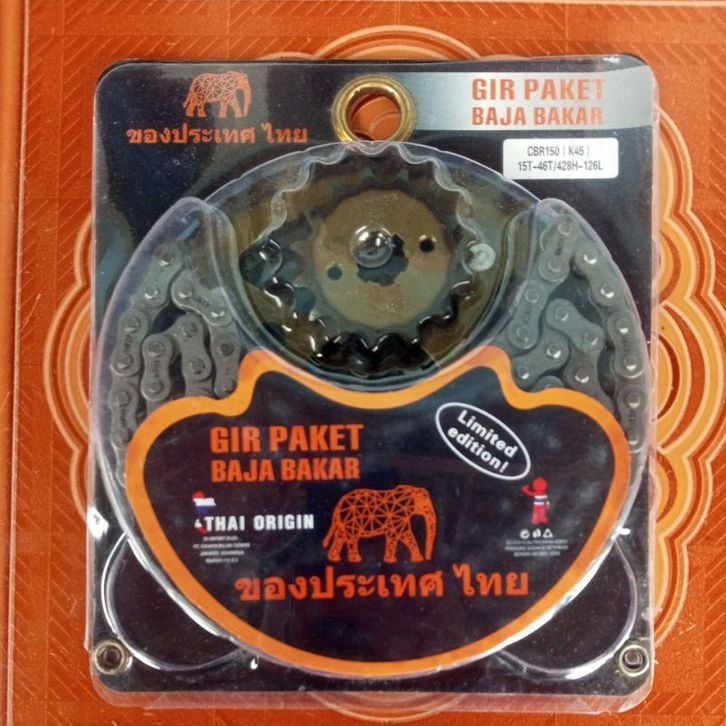 ของประเทศ ไทย
GIR PAKET
BAJA BAKAR
CBR150 ( K45 )
15T-46T/428H-126L
GIR PAKET
BAJA BAKAR
Limited
edition!
THAI ORIGIN
ของประเทศ ไทย